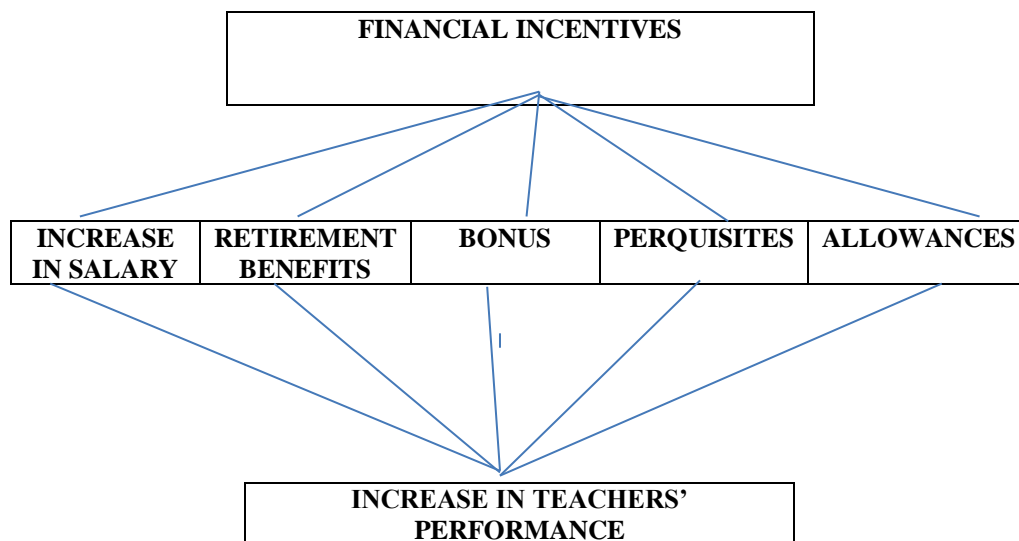 FINANCIAL INCENTIVES
INCREASE IN SALARY
RETIREMENT BENEFITS
BONUS
PERQUISITES
ALLOWANCES
INCREASE IN TEACHERS’
PERFORMANCE